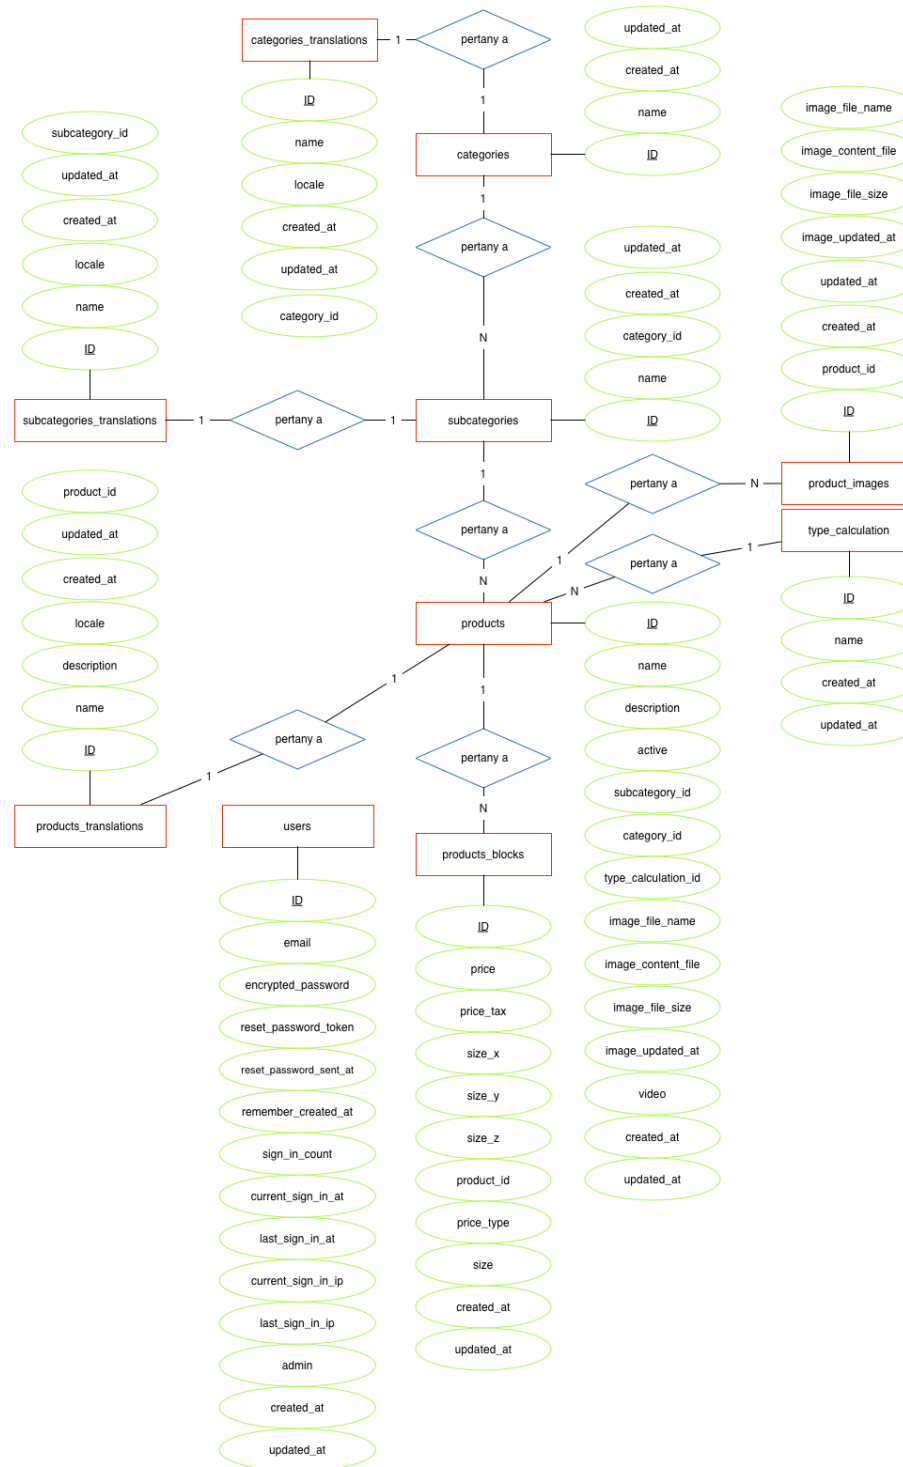 categories_translations
1
pertany a
1
ID
name
locale
created_at
updated_at
category_id
updated_at
created_at
name
ID
categories
1
pertany a
N
subcategory_id
updated_at
created_at
locale
name
ID
subcategories_translations
1
pertany a
1
subcategories
updated_at
created_at
category_id
name
ID
image_file_name
image_content_file
image_file_size
image_updated_at
updated_at
created_at
product_id
ID
product_images
N
pertany a
1
type_calculation
1
pertany a
N
ID
name
created_at
updated_at
1
pertany a
N
products
ID
name
description
active
subcategory_id
category_id
type_calculation_id
image_file_name
image_content_file
image_file_size
image_updated_at
video
created_at
updated_at
product_id
updated_at
created_at
locale
description
name
ID
products_translations
1
pertany a
1
1
pertany a
N
products_blocks
ID
price
price_tax
size_x
size_y
size_z
product_id
price_type
size
created_at
updated_at
users
ID
email
encrypted_password
reset_password_token
reset_password_sent_at
remember_created_at
sign_in_count
current_sign_in_at
last_sign_in_at
current_sign_in_ip
last_sign_in_ip
admin
created_at
updated_at